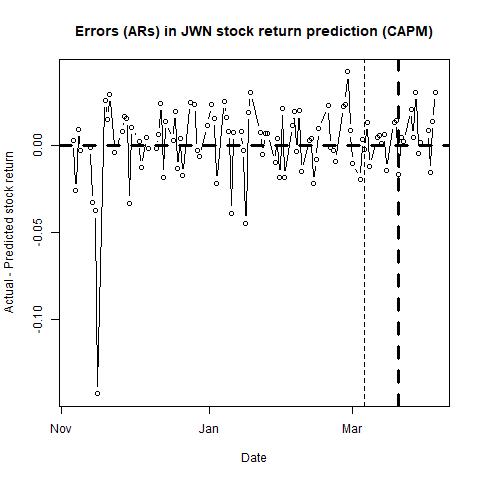 Errors (ARs) in JWN stock return prediction (CAPM)
Actual - Predicted stock return
0.00
-0.05
-0.10
Nov
Jan
Mar
Date